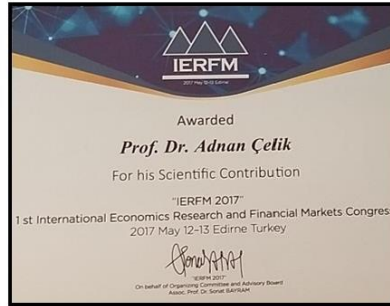 IERFM
2017 May 12-13 Edirne
Awarded
Prof. Dr. Adnan Çelik
For his Scientific Contribution
"IERFM 2017"
1 st International Economics Research and Financial Markets Congress
2017 May 12-13 Edirne Turkey
"IERFM 2017"
On behalf of Organizing Committee and Advisory Board
Assoc. Prof. Dr. Sonat BAYRAM